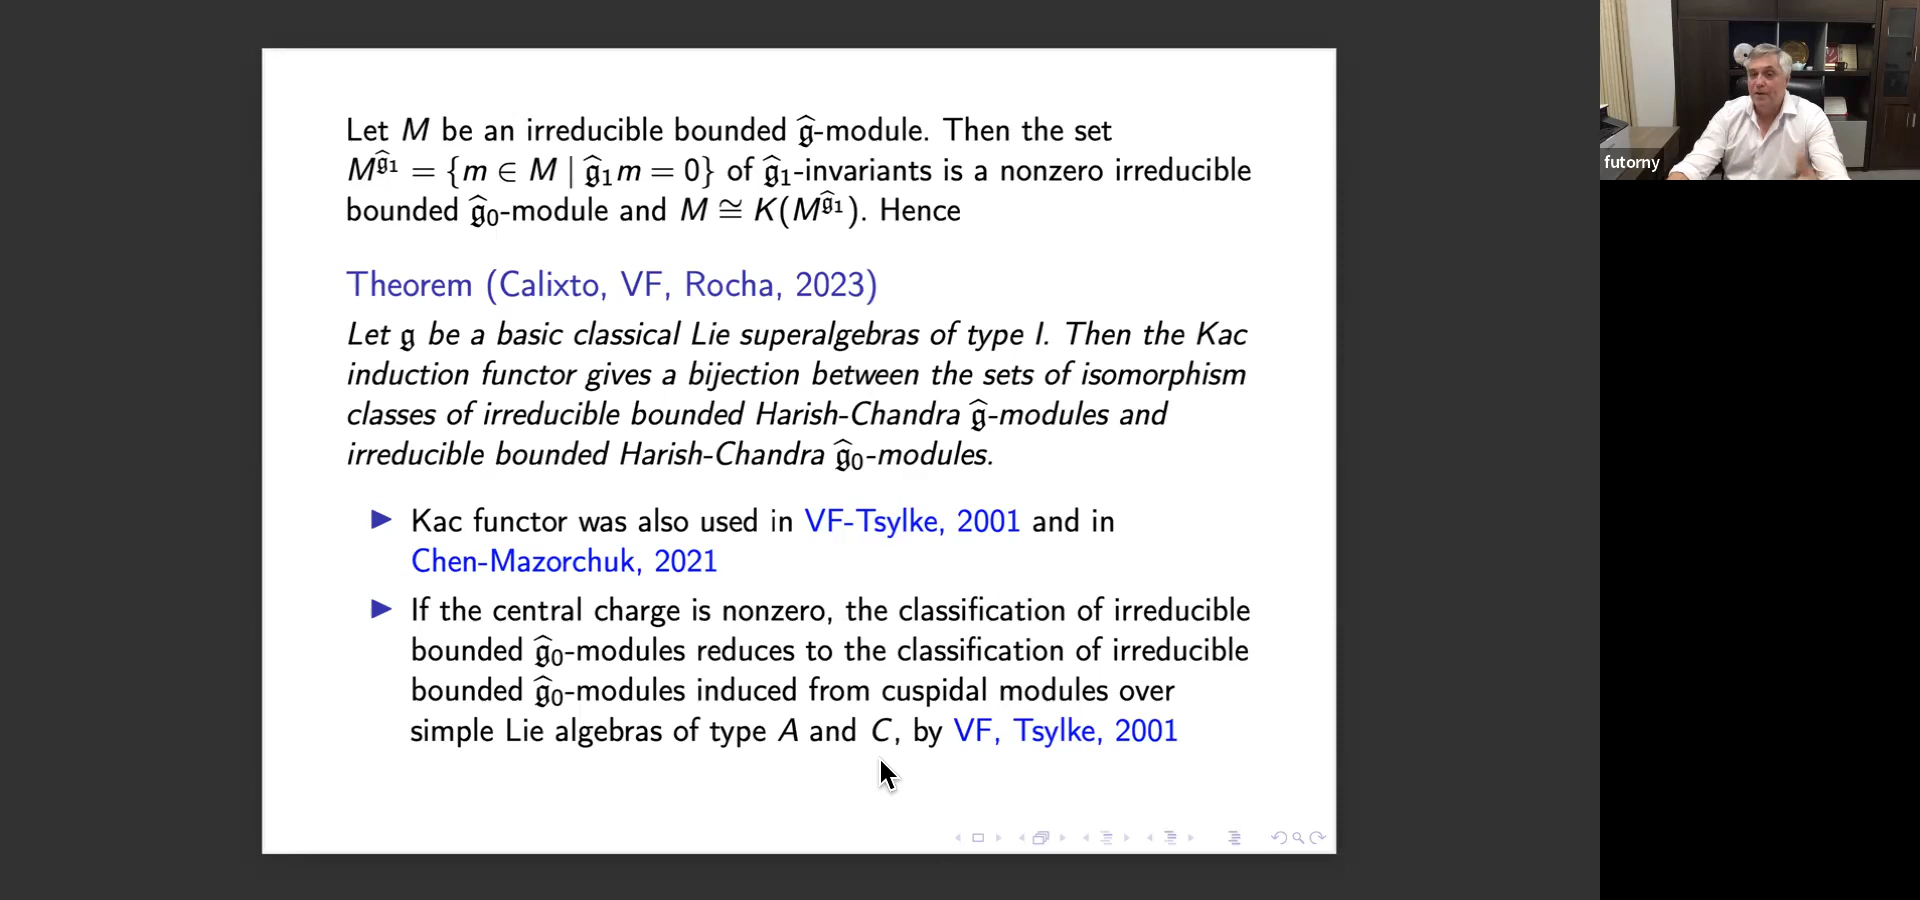 Let M be an irreducible bounded ĝ-module. Then the set
M^ĝ₁ = {m ∈ M | ĝ₁m = 0} of ĝ₁-invariants is a nonzero irreducible
bounded ĝ₀-module and M ≅ K(M^ĝ₁). Hence
Theorem (Calixto, VF, Rocha, 2023)
Let 𝔤 be a basic classical Lie superalgebras of type I. Then the Kac
induction functor gives a bijection between the sets of isomorphism
classes of irreducible bounded Harish-Chandra ĝ-modules and
irreducible bounded Harish-Chandra ĝ₀-modules.
▶ Kac functor was also used in VF-Tsylke, 2001 and in
Chen-Mazorchuk, 2021
▶ If the central charge is nonzero, the classification of irreducible
bounded ĝ₀-modules reduces to the classification of irreducible
bounded ĝ₀-modules induced from cuspidal modules over
simple Lie algebras of type A and C, by VF, Tsylke, 2001
futorny